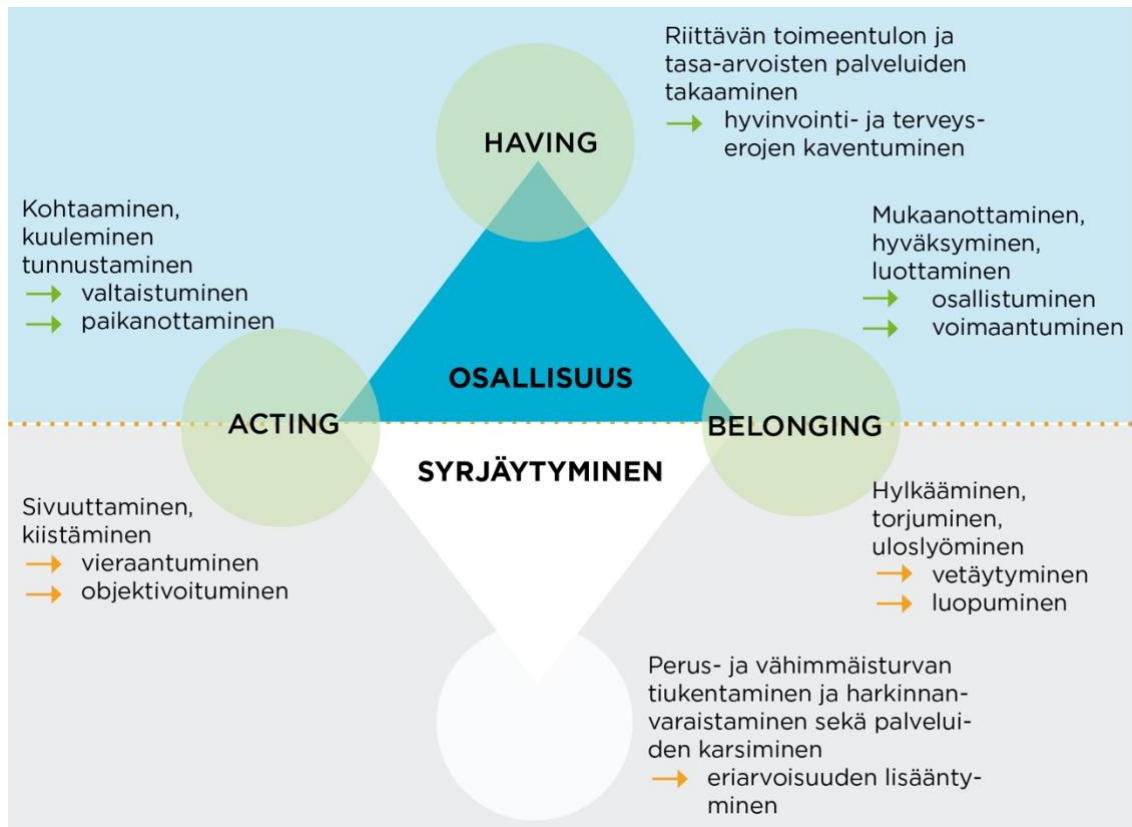 Riittävän toimeentulon ja
tasa-arvoisten palveluiden
takaaminen
→ hyvinvointi- ja terveys-
erojen kaventuminen
HAVING
Kohtaaminen,
kuuleminen
tunnustaminen
→ valtaistuminen
→ paikanottaminen
Mukaanottaminen,
hyväksyminen,
luottaminen
→ osallistuminen
→ voimaantuminen
OSALLISUUS
ACTING
BELONGING
SYRJÄYTYMINEN
Sivuuttaminen,
kiistäminen
→ vieraantuminen
→ objektivoituminen
Hylkääminen,
torjuminen,
uloslyöminen
→ vetäytyminen
→ luopuminen
Perus- ja vähimmäisturvan
tiukentaminen ja harkinnan-
varaistaminen sekä palvelui-
den karsiminen
→ eriarvoisuuden lisäänty-
minen